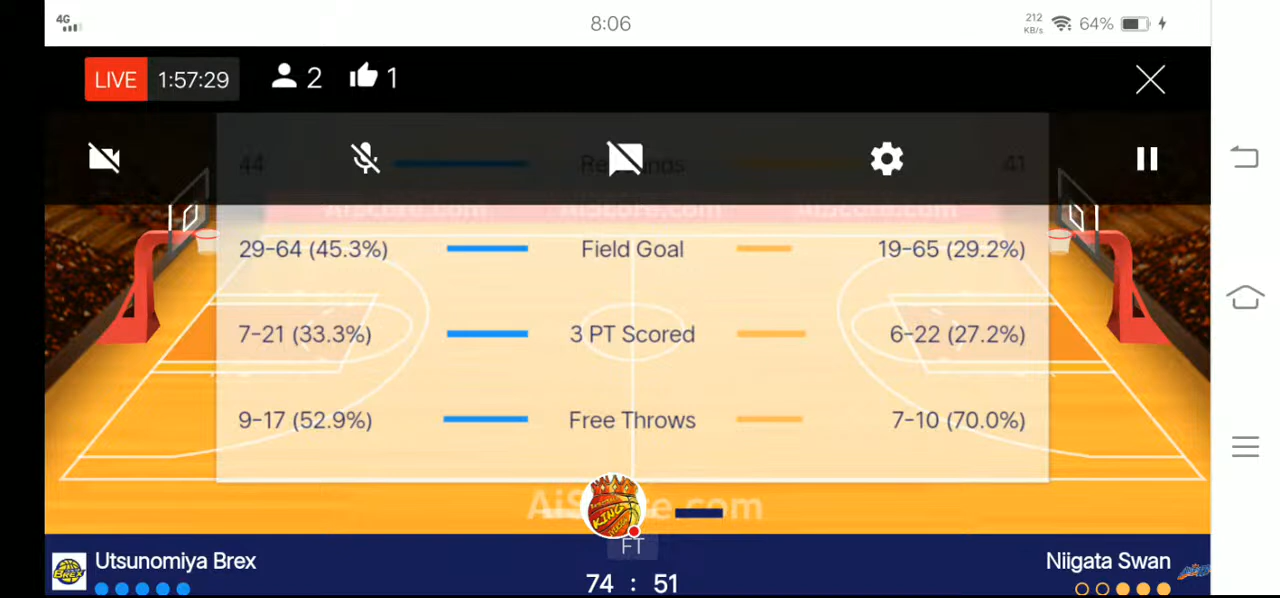 4G
8:06
212
KB/s
64%
LIVE 1:57:29
2
1
44 Rebounds 41
AiScore.com AiScore.com AiScore.com
29-64 (45.3%) Field Goal 19-65 (29.2%)
7-21 (33.3%) 3 PT Scored 6-22 (27.2%)
9-17 (52.9%) Free Throws 7-10 (70.0%)
KING
FT
BREX
Utsunomiya Brex
Niigata Swan
74 : 51